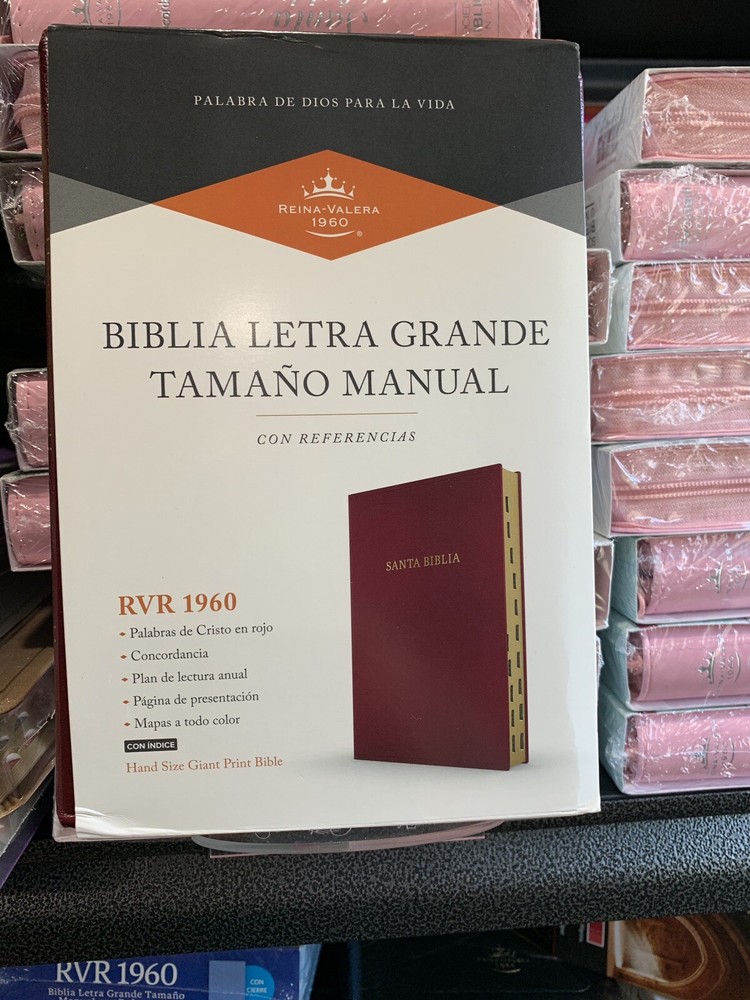 PALABRA DE DIOS PARA LA VIDA
REINA-VALERA
1960
®
BIBLIA LETRA GRANDE
TAMAÑO MANUAL
CON REFERENCIAS
SANTA BIBLIA
RVR 1960
Palabras de Cristo en rojo
Concordancia
Plan de lectura anual
Página de presentación
Mapas a todo color
CON ÍNDICE
Hand Size Giant Print Bible
RVR 1960
Biblia Letra Grande Tamaño
CON
CIERRE